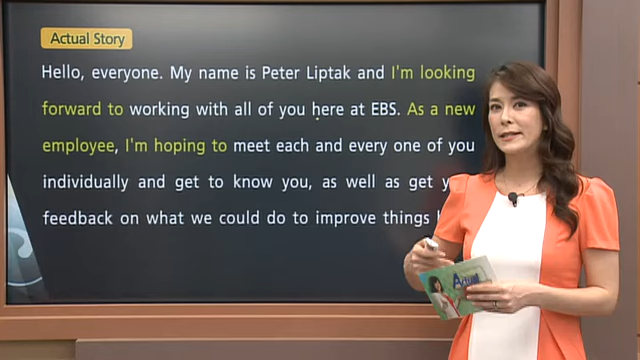 Actual Story
Hello, everyone. My name is Peter Liptak and I'm looking
forward to working with all of you here at EBS. As a new
employee, I'm hoping to meet each and every one of you
individually and get to know you, as well as get
feedback on what we could do to improve things
Actual